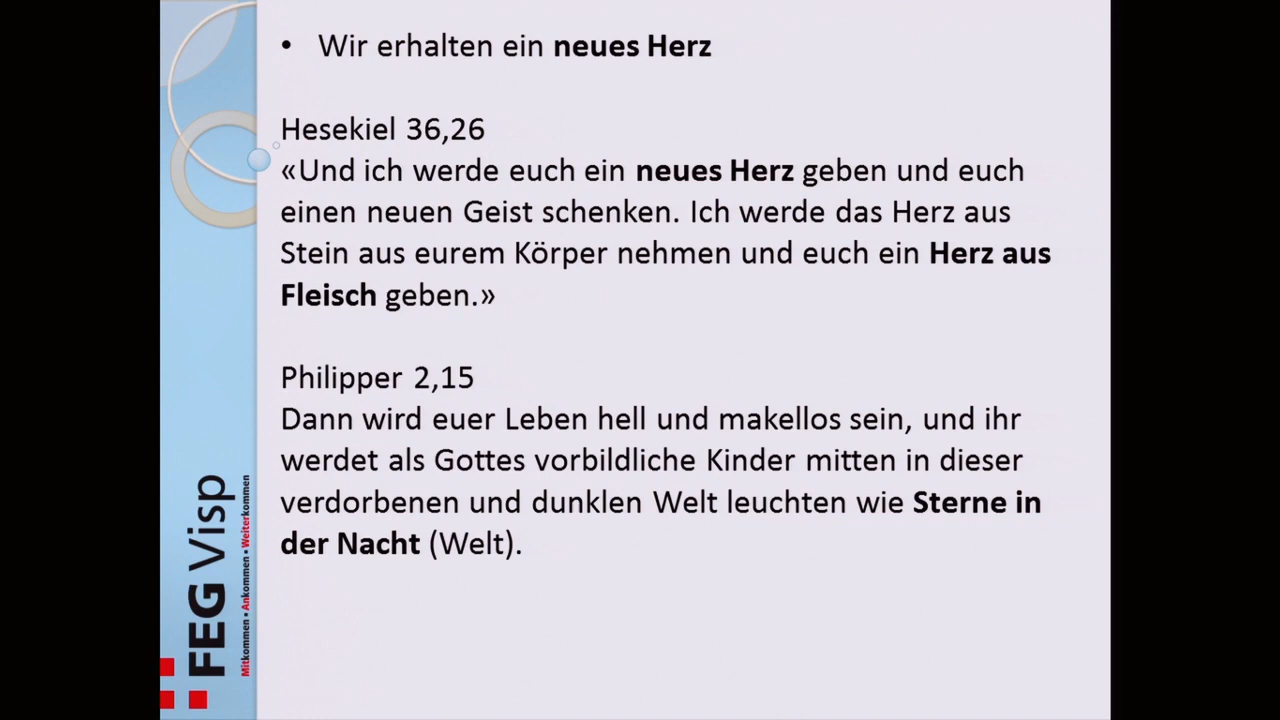 • Wir erhalten ein neues Herz
Hesekiel 36,26
«Und ich werde euch ein neues Herz geben und euch
einen neuen Geist schenken. Ich werde das Herz aus
Stein aus eurem Körper nehmen und euch ein Herz aus
Fleisch geben.»
Philipper 2,15
Dann wird euer Leben hell und makellos sein, und ihr
werdet als Gottes vorbildliche Kinder mitten in dieser
verdorbenen und dunklen Welt leuchten wie Sterne in
der Nacht (Welt).
FEG Visp
Mitkommen • Ankommen • Weiterkommen